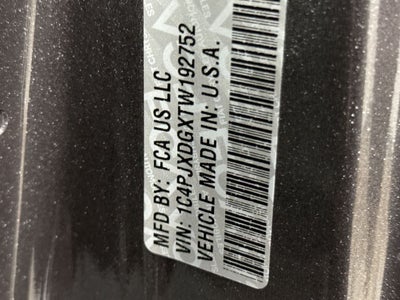 MFD. BY: FCA US LLC
VIN: 1C4PJXDGXTW192752
VEHICLE MADE IN: U.S.A.